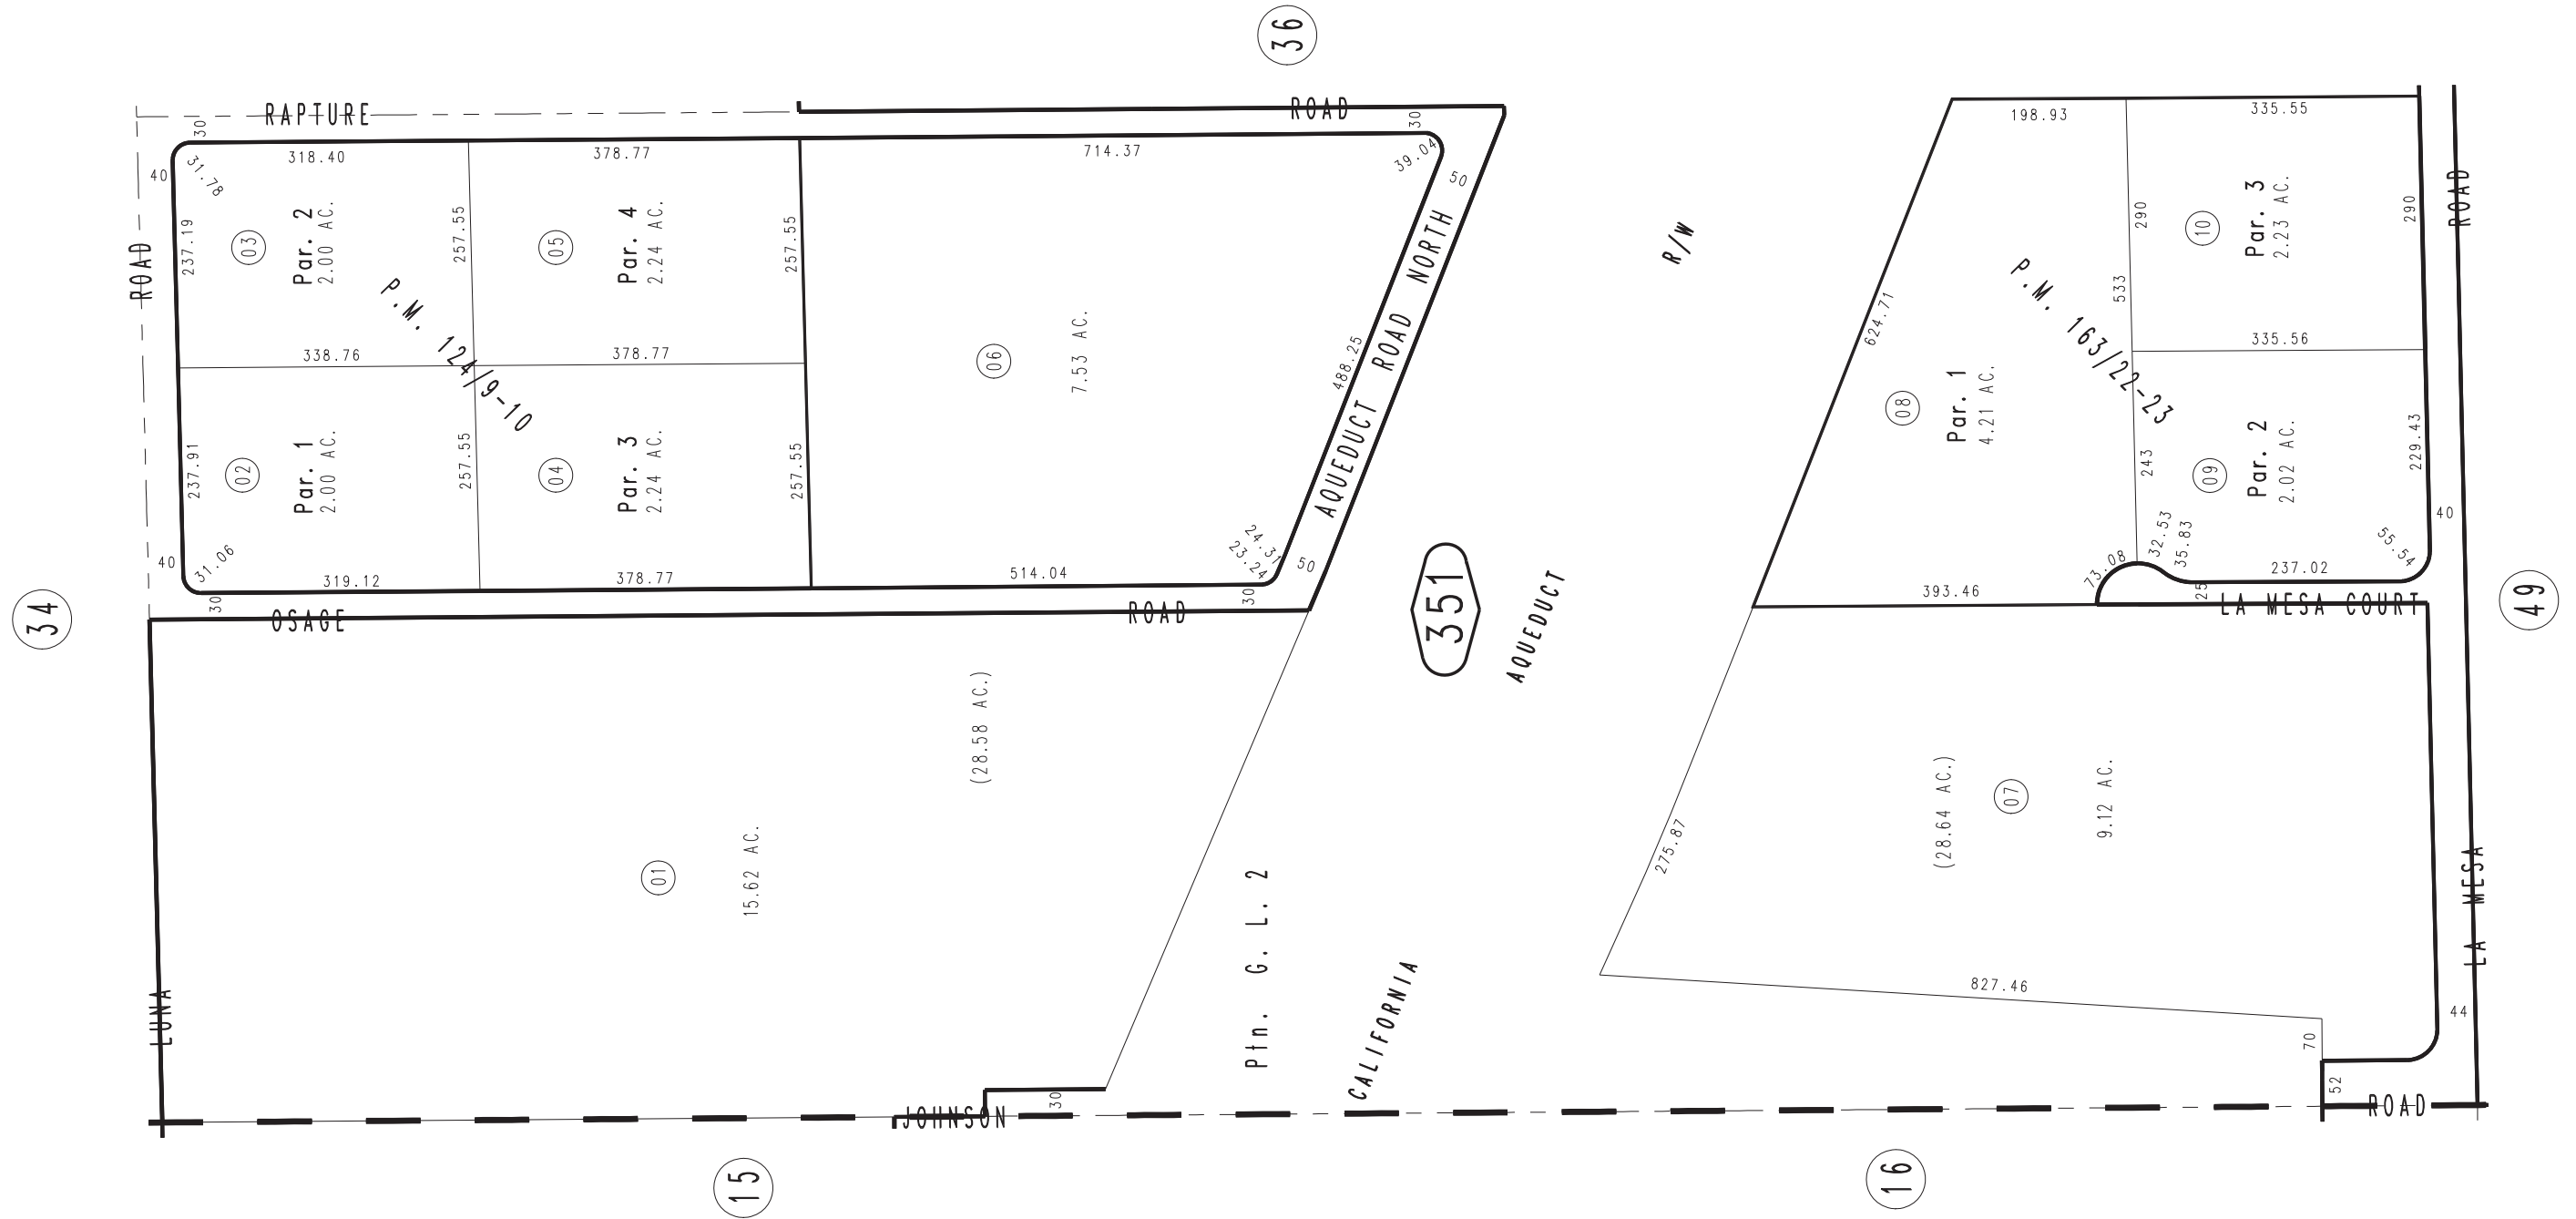 36
RAPTURE
ROAD
30
318.40
378.77
714.37
30
39.04
50
40
31.78
237.19
ROAD
03
Par. 2
2.00 AC.
257.55
05
Par. 4
2.24 AC.
257.55
P.M. 124/9-10
338.76
378.77
06
7.53 AC.
488.25
AQUEDUCT ROAD NORTH
237.91
02
Par. 1
2.00 AC.
257.55
04
Par. 3
2.24 AC.
257.55
40
31.06
319.12
378.77
514.04
24.31
23.24
50
30
30
OSAGE
ROAD
34
351
R/W
AQUEDUCT
CALIFORNIA
198.93
335.55
290
533
10
Par. 3
2.23 AC.
290
ROAD
624.71
P.M. 163/22-23
335.56
08
Par. 1
4.21 AC.
243
09
Par. 2
2.02 AC.
229.43
40
32.53
35.83
73.08
55.54
237.02
393.46
25
LA MESA COURT
49
(28.58 AC.)
01
15.62 AC.
Ptn. G. L. 2
275.87
(28.64 AC.)
07
9.12 AC.
827.46
LA MESA
44
70
52
ROAD
LUNA
JOHNSON
30
15
16